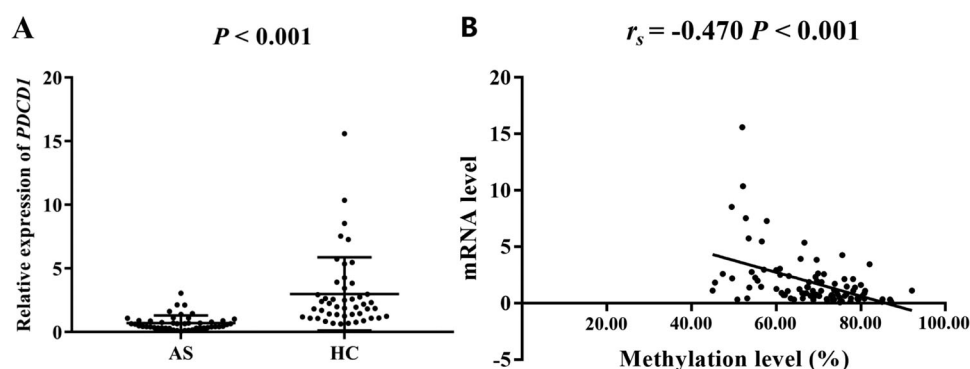 A
P < 0.001
Relative expression of PDCD1
20
15
10
5
0
AS
HC
B
rs = -0.470 P < 0.001
mRNA level
20
15
10
5
0
-5
20.00
40.00
60.00
80.00
100.00
Methylation level (%)